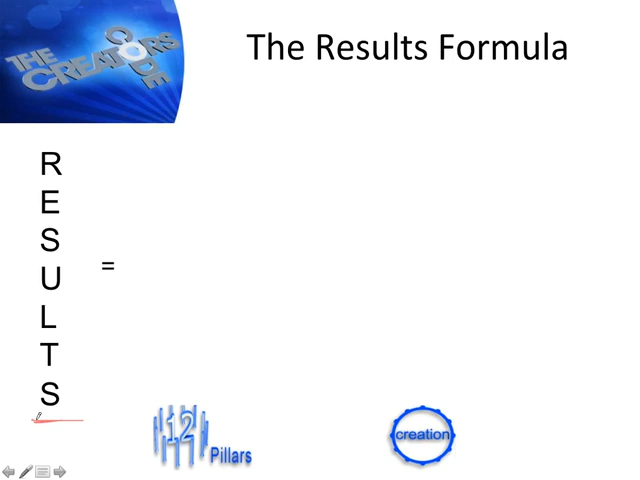 THE CREATORS
CODE
The Results Formula
R
E
S
U
L
T
S
=
12
Pillars
creation